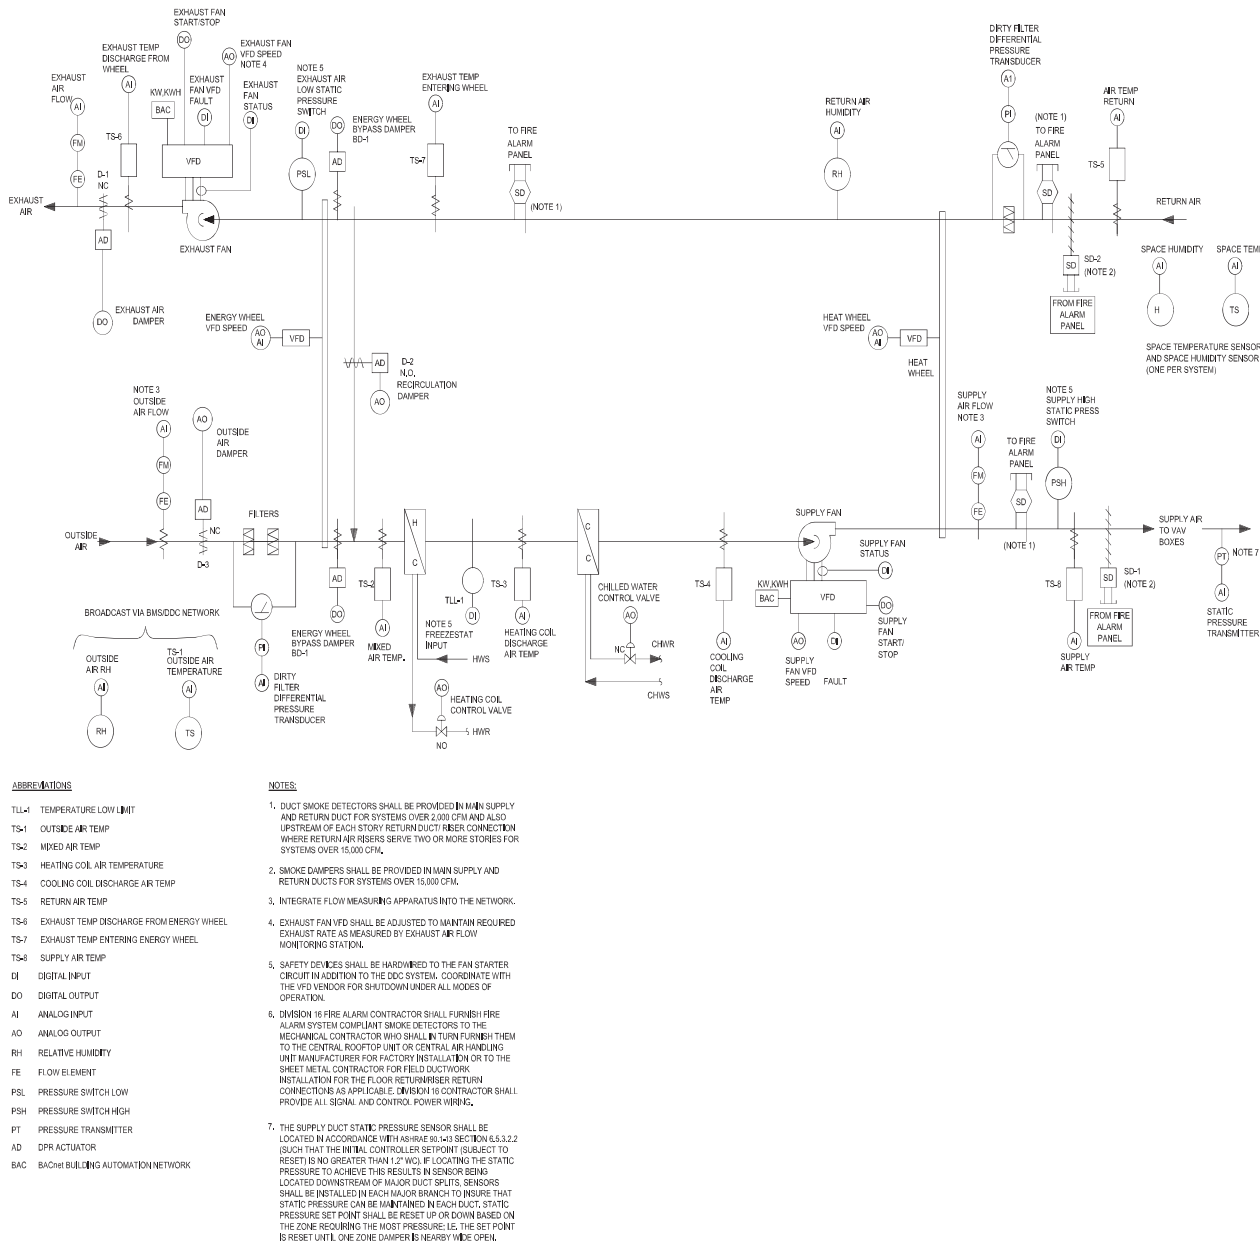 EXHAUST FAN
START/STOP
DO
EXHAUST TEMP
DISCHARGE FROM
WHEEL
AI
EXHAUST FAN
VFD SPEED
NOTE 4
AO
EXHAUST
AIR
FLOW
AI
FM
FE
KW,KWH
BAC
EXHAUST
FAN VFD
FAULT
DI
EXHAUST
FAN
STATUS
DI
NOTE 5
EXHAUST AIR
LOW STATIC
PRESSURE
SWITCH
DI
PSL
DO
AD
ENERGY WHEEL
BYPASS DAMPER
BD-1
EXHAUST TEMP
ENTERING WHEEL
AI
TS-7
TO FIRE
ALARM
PANEL
SD
(NOTE 1)
RETURN AIR
HUMIDITY
AI
RH
DIRTY FILTER
DIFFERENTIAL
PRESSURE
TRANSDUCER
A1
PI
(NOTE 1)
TO FIRE
ALARM
PANEL
SD
AIR TEMP
RETURN
AI
TS-5
TS-6
VFD
D-1
NC
EXHAUST
AIR
AD
EXHAUST FAN
RETURN AIR
DO
EXHAUST AIR
DAMPER
SD
SD-2
(NOTE 2)
FROM FIRE
ALARM
PANEL
SPACE HUMIDITY
AI
H
SPACE TEMP
AI
TS
SPACE TEMPERATURE SENSOR
AND SPACE HUMIDITY SENSOR
(ONE PER SYSTEM)
ENERGY WHEEL
VFD SPEED
AO
AI
VFD
AD
D-2
N.O.
RECIRCULATION
DAMPER
AO
HEAT WHEEL
VFD SPEED
AO
AI
VFD
HEAT
WHEEL
NOTE 3
OUTSIDE
AIR FLOW
AI
FM
FE
AO
OUTSIDE
AIR
DAMPER
AD
NC
D-3
FILTERS
OUTSIDE
AIR
SUPPLY
AIR FLOW
NOTE 3
AI
FM
FE
TO FIRE
ALARM
PANEL
SD
(NOTE 1)
NOTE 5
SUPPLY HIGH
STATIC PRESS
SWITCH
DI
PSH
SUPPLY AIR
TO VAV
BOXES
PT
NOTE 7
AI
STATIC
PRESSURE
TRANSMITTER
H
C
C
C
SUPPLY FAN
SUPPLY FAN
STATUS
DI
AD
DO
ENERGY WHEEL
BYPASS DAMPER
BD-1
TS-2
AI
MIXED
AIR TEMP.
TLL-1
DI
NOTE 5
FREEZESTAT
INPUT
TS-3
AI
HEATING COIL
DISCHARGE
AIR TEMP
CHILLED WATER
CONTROL VALVE
AO
NC
CHWR
CHWS
TS-4
AI
COOLING
COIL
DISCHARGE
AIR
TEMP
KW,KWH
BAC
VFD
AO
SUPPLY
FAN VFD
SPEED
DI
FAULT
DO
SUPPLY
FAN
START/
STOP
TS-8
AI
SUPPLY
AIR TEMP
SD
SD-1
(NOTE 2)
FROM FIRE
ALARM
PANEL
PI
AI
DIRTY
FILTER
DIFFERENTIAL
PRESSURE
TRANSDUCER
HWS
AO
HEATING COIL
CONTROL VALVE
HWR
NO
BROADCAST VIA BMS/DDC NETWORK
OUTSIDE
AIR RH
AI
RH
TS-1
OUTSIDE AIR
TEMPERATURE
AI
TS
ABBREVIATIONS
TLL-1 TEMPERATURE LOW LIMIT
TS-1 OUTSIDE AIR TEMP
TS-2 MIXED AIR TEMP
TS-3 HEATING COIL AIR TEMPERATURE
TS-4 COOLING COIL DISCHARGE AIR TEMP
TS-5 RETURN AIR TEMP
TS-6 EXHAUST TEMP DISCHARGE FROM ENERGY WHEEL
TS-7 EXHAUST TEMP ENTERING ENERGY WHEEL
TS-8 SUPPLY AIR TEMP
DI DIGITAL INPUT
DO DIGITAL OUTPUT
AI ANALOG INPUT
AO ANALOG OUTPUT
RH RELATIVE HUMIDITY
FE FLOW ELEMENT
PSL PRESSURE SWITCH LOW
PSH PRESSURE SWITCH HIGH
PT PRESSURE TRANSMITTER
AD DPR ACTUATOR
BAC BACnet BUILDING AUTOMATION NETWORK
NOTES:
1. DUCT SMOKE DETECTORS SHALL BE PROVIDED IN MAIN SUPPLY
AND RETURN DUCT FOR SYSTEMS OVER 2,000 CFM AND ALSO
UPSTREAM OF EACH STORY RETURN DUCT/ RISER CONNECTION
WHERE RETURN AIR RISERS SERVE TWO OR MORE STORIES FOR
SYSTEMS OVER 15,000 CFM.
2. SMOKE DAMPERS SHALL BE PROVIDED IN MAIN SUPPLY AND
RETURN DUCTS FOR SYSTEMS OVER 15,000 CFM.
3. INTEGRATE FLOW MEASURING APPARATUS INTO THE NETWORK.
4. EXHAUST FAN VFD SHALL BE ADJUSTED TO MAINTAIN REQUIRED
EXHAUST RATE AS MEASURED BY EXHAUST AIR FLOW
MONITORING STATION.
5. SAFETY DEVICES SHALL BE HARDWIRED TO THE FAN STARTER
CIRCUIT IN ADDITION TO THE DDC SYSTEM. COORDINATE WITH
THE VFD VENDOR FOR SHUTDOWN UNDER ALL MODES OF
OPERATION.
6. DIVISION 16 FIRE ALARM CONTRACTOR SHALL FURNISH FIRE
ALARM SYSTEM COMPLIANT SMOKE DETECTORS TO THE
MECHANICAL CONTRACTOR WHO SHALL IN TURN FURNISH THEM
TO THE CENTRAL ROOFTOP UNIT OR CENTRAL AIR HANDLING
UNIT MANUFACTURER FOR FACTORY INSTALLATION OR TO THE
SHEET METAL CONTRACTOR FOR FIELD DUCTWORK
INSTALLATION FOR THE FLOOR RETURN/RISER RETURN
CONNECTIONS AS APPLICABLE. DIVISION 16 CONTRACTOR SHALL
PROVIDE ALL SIGNAL AND CONTROL POWER WIRING.
7. THE SUPPLY DUCT STATIC PRESSURE SENSOR SHALL BE
LOCATED IN ACCORDANCE WITH ASHRAE 90.1-13 SECTION 6.5.3.2.2
(SUCH THAT THE INITIAL CONTROLLER SETPOINT (SUBJECT TO
RESET) IS NO GREATER THAN 1.2" WC). IF LOCATING THE STATIC
PRESSURE TO ACHIEVE THIS RESULTS IN SENSOR BEING
LOCATED DOWNSTREAM OF MAJOR DUCT SPLITS, SENSORS
SHALL BE INSTALLED IN EACH MAJOR BRANCH TO INSURE THAT
STATIC PRESSURE CAN BE MAINTAINED IN EACH DUCT. STATIC
PRESSURE SET POINT SHALL BE RESET UP OR DOWN BASED ON
THE ZONE REQUIRING THE MOST PRESSURE; I.E. THE SET POINT
IS RESET UNTIL ONE ZONE DAMPER IS NEARBY WIDE OPEN.